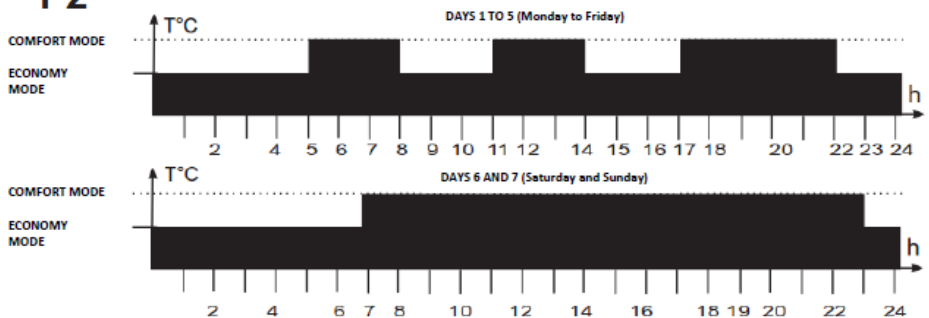 DAYS 1 TO 5 (Monday to Friday)
T°C
COMFORT MODE
ECONOMY
MODE
h
2 4 5 6 7 8 9 10 11 12 14 15 16 17 18 20 22 23 24
DAYS 6 AND 7 (Saturday and Sunday)
T°C
COMFORT MODE
ECONOMY
MODE
h
2 4 6 7 8 10 12 14 16 18 19 20 22 24